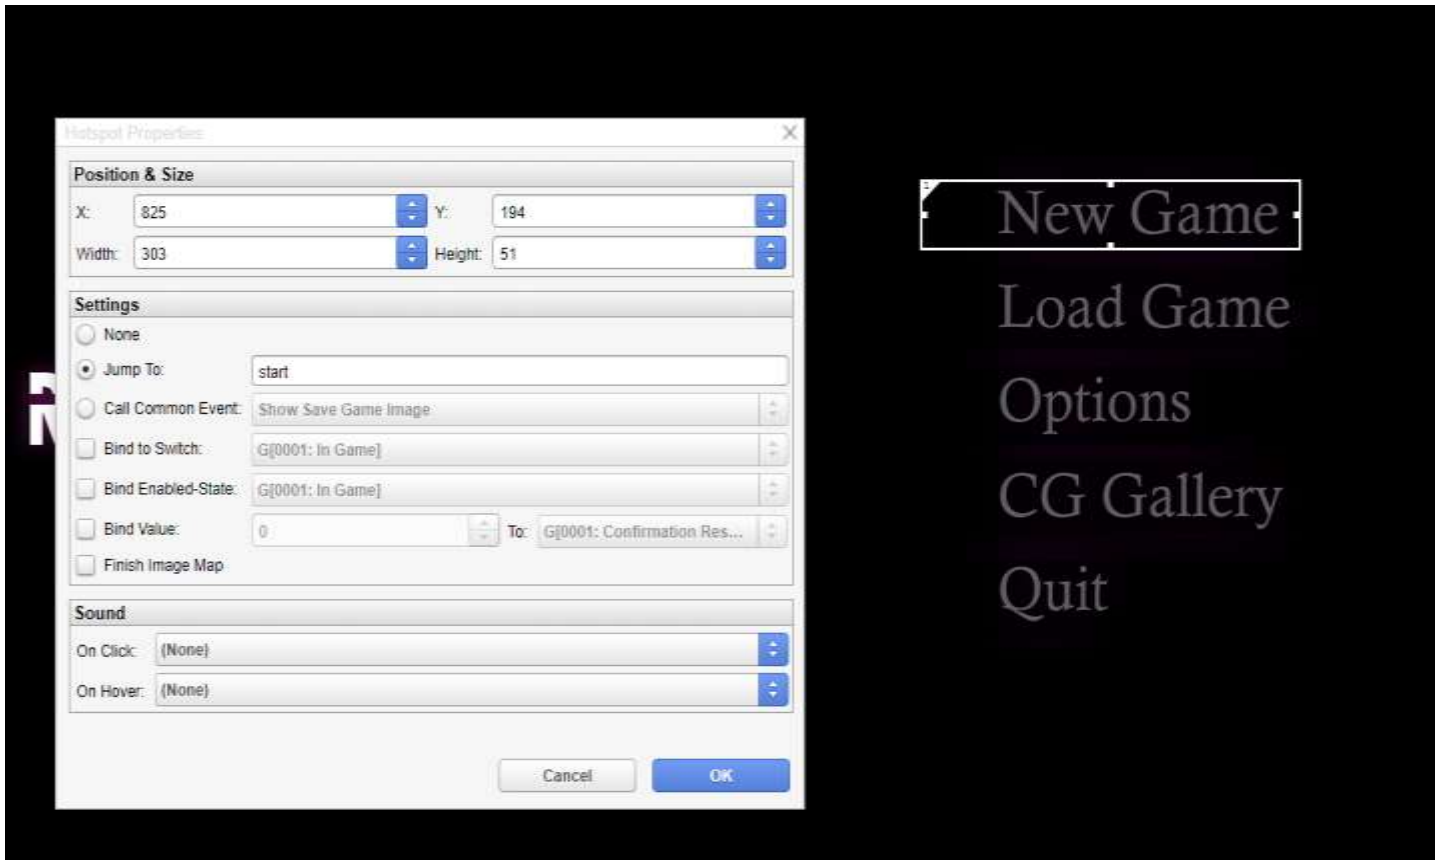 Hotspot Properties
Position & Size
X: 825 Y: 194
Width: 303 Height: 51
Settings
None
Jump To: start
Call Common Event: Show Save Game Image
Bind to Switch: G[0001: In Game]
Bind Enabled-State: G[0001: In Game]
Bind Value: 0 To: G[0001: Confirmation Res...
Finish Image Map
Sound
On Click: (None)
On Hover: (None)
Cancel OK
1
New Game
Load Game
Options
CG Gallery
Quit